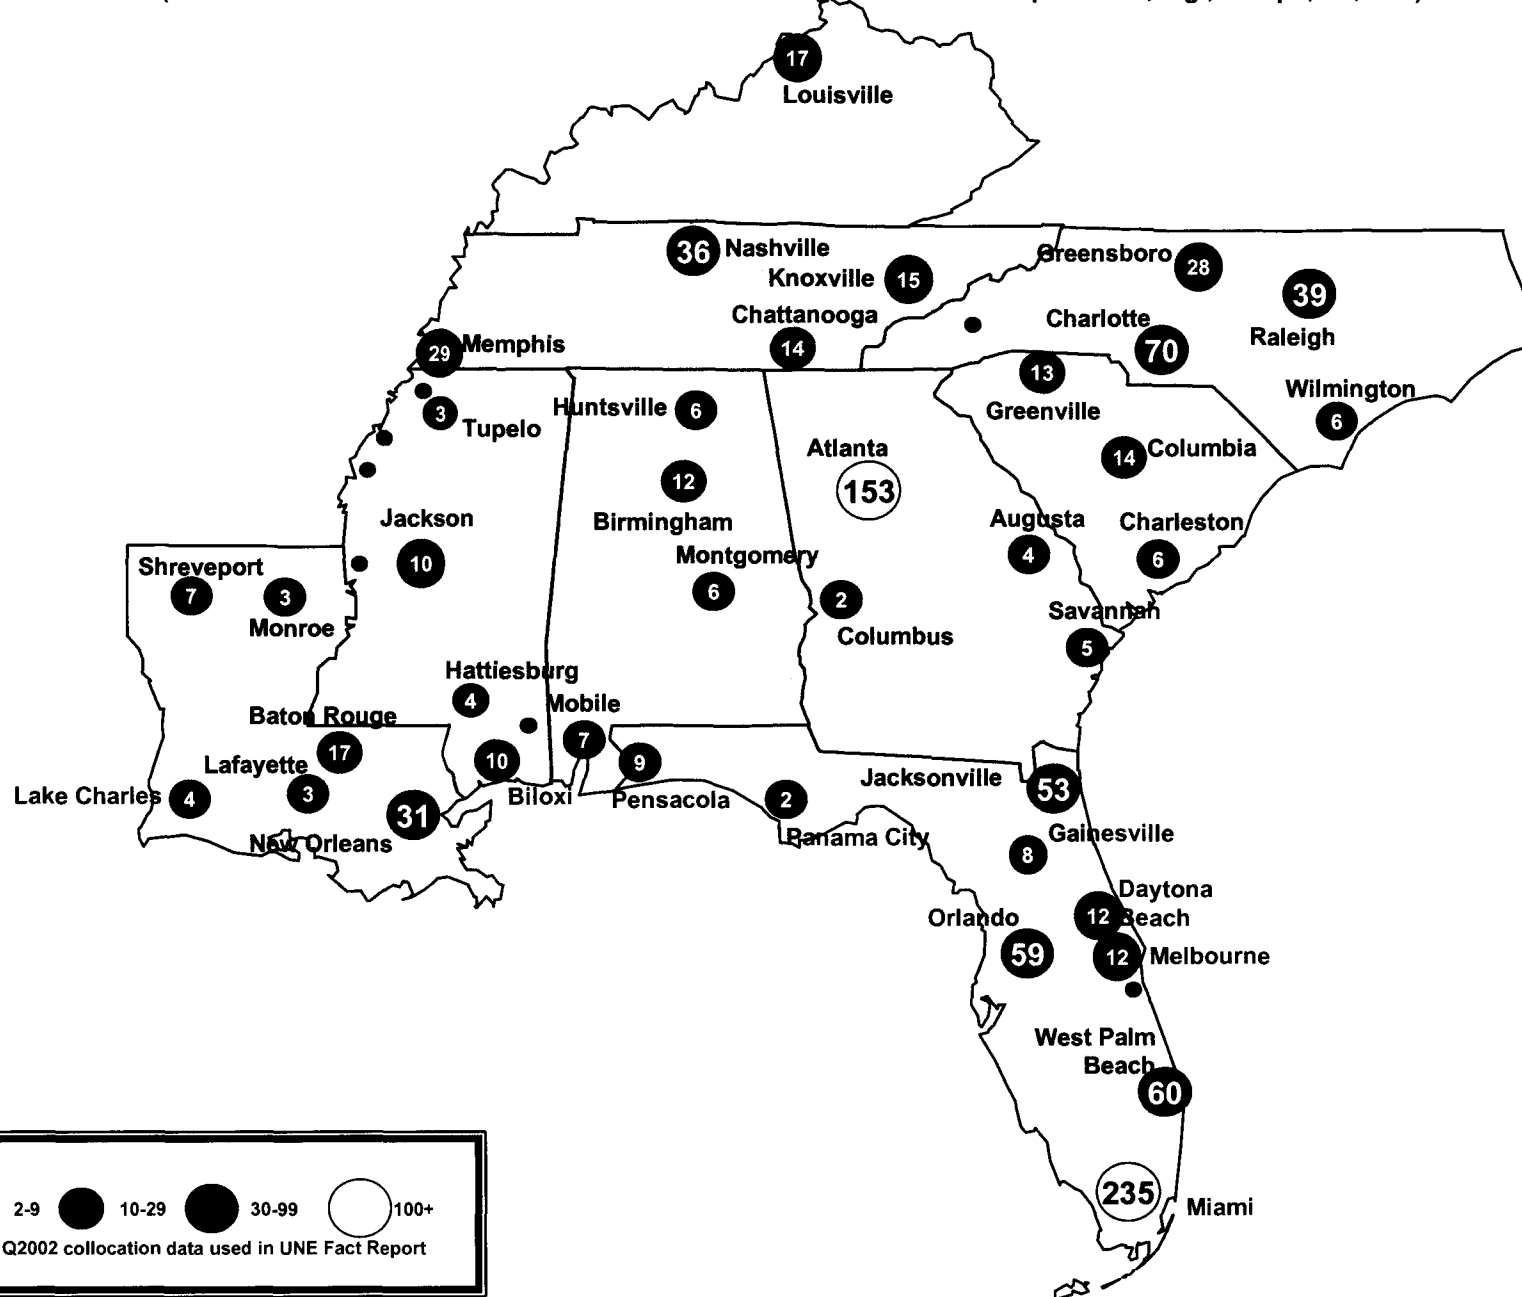 17
Louisville
36 Nashville
Knoxville 15
Greensboro 28
39
Raleigh
Chattanooga
14
Charlotte
70
29 Memphis
13
Greenville
Wilmington
6
3
Tupelo
Huntsville 6
Atlanta
153
14 Columbia
12
Birmingham
Jackson
10
Augusta
4
Charleston
6
Montgomery
6
Shreveport
7
3
Monroe
2
Columbus
Savannah
5
Hattiesburg
4
Mobile
7
Baton Rouge
17
10
Biloxi
9
Pensacola
Lafayette
3
Lake Charles 4
31
New Orleans
2
Panama City
Jacksonville
53
Gainesville
8
Daytona
12 Beach
Orlando
59
12 Melbourne
West Palm
Beach
60
235
Miami
2-9 10-29 30-99 100+
Q2002 collocation data used in UNE Fact Report